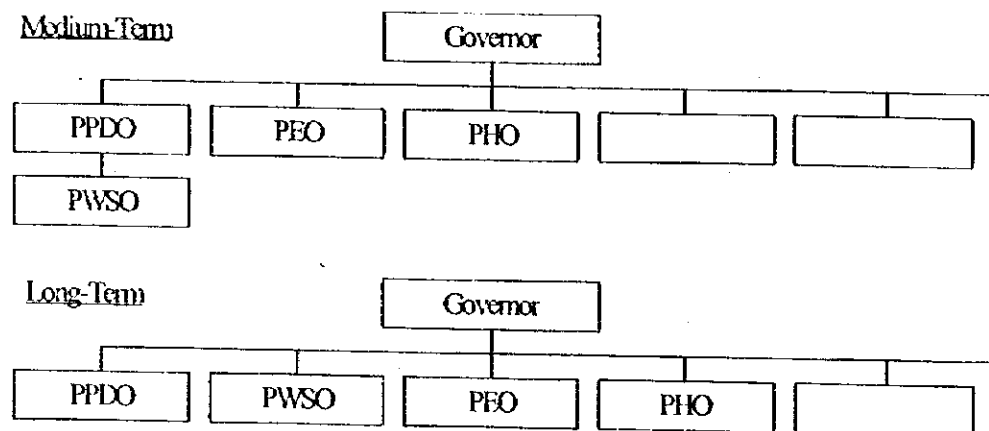 Medium-Term
Governor
PPDO PEO PHO
PWSO
Long-Term
Governor
PPDO PWSO PEO PHO